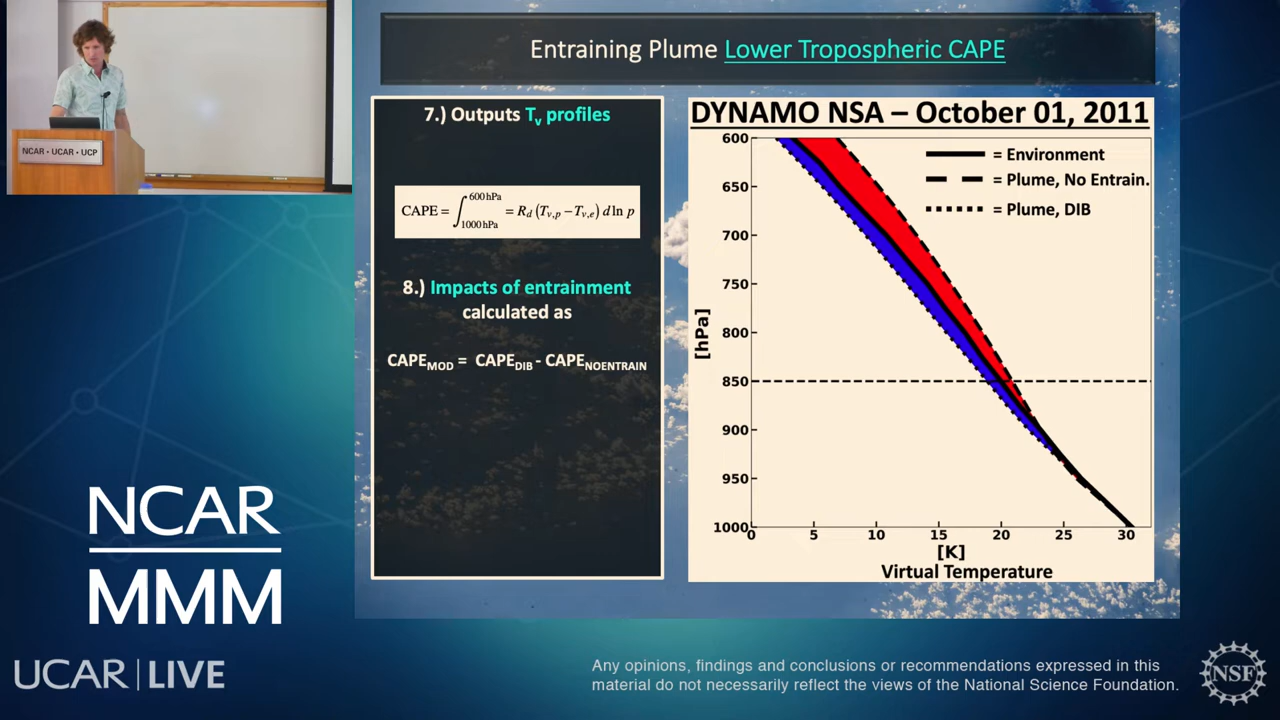 Entraining Plume Lower Tropospheric CAPE
NCAR • UCAR • UCP
7.) Outputs Tv profiles
CAPE = ∫ 1000 hPa 600 hPa = Rd (Tv,p − Tv,e) d ln p
8.) Impacts of entrainment
calculated as
CAPEMOD = CAPEDIB - CAPENOENTRAIN
DYNAMO NSA – October 01, 2011
= Environment
= Plume, No Entrain.
= Plume, DIB
600
650
700
750
800
850
900
950
1000
[hPa]
0 5 10 15 20 25 30
[K]
Virtual Temperature
NCAR
MMM
UCAR | LIVE
Any opinions, findings and conclusions or recommendations expressed in this
material do not necessarily reflect the views of the National Science Foundation.
NSF